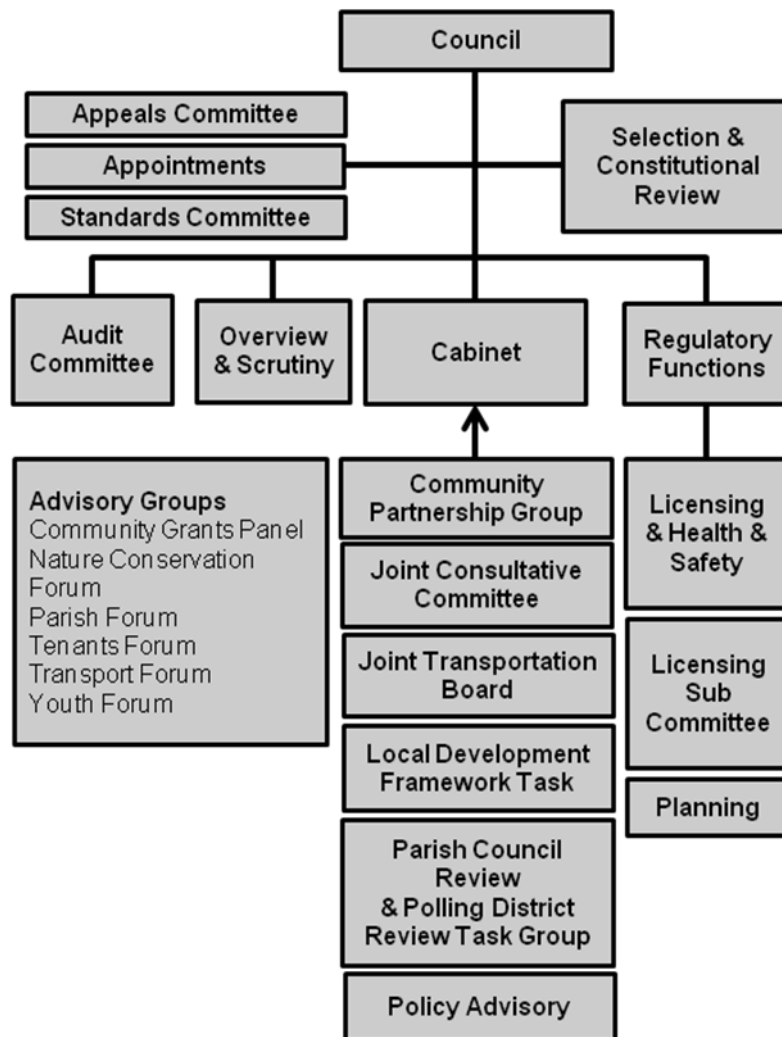 Council
Appeals Committee
Appointments
Standards Committee
Selection &
Constitutional
Review
Audit
Committee
Overview
& Scrutiny
Cabinet
Regulatory
Functions
Advisory Groups
Community Grants Panel
Nature Conservation
Forum
Parish Forum
Tenants Forum
Transport Forum
Youth Forum
Community
Partnership Group
Joint Consultative
Committee
Joint Transportation
Board
Local Development
Framework Task
Parish Council
Review
& Polling District
Review Task Group
Policy Advisory
Licensing
& Health &
Safety
Licensing
Sub
Committee
Planning